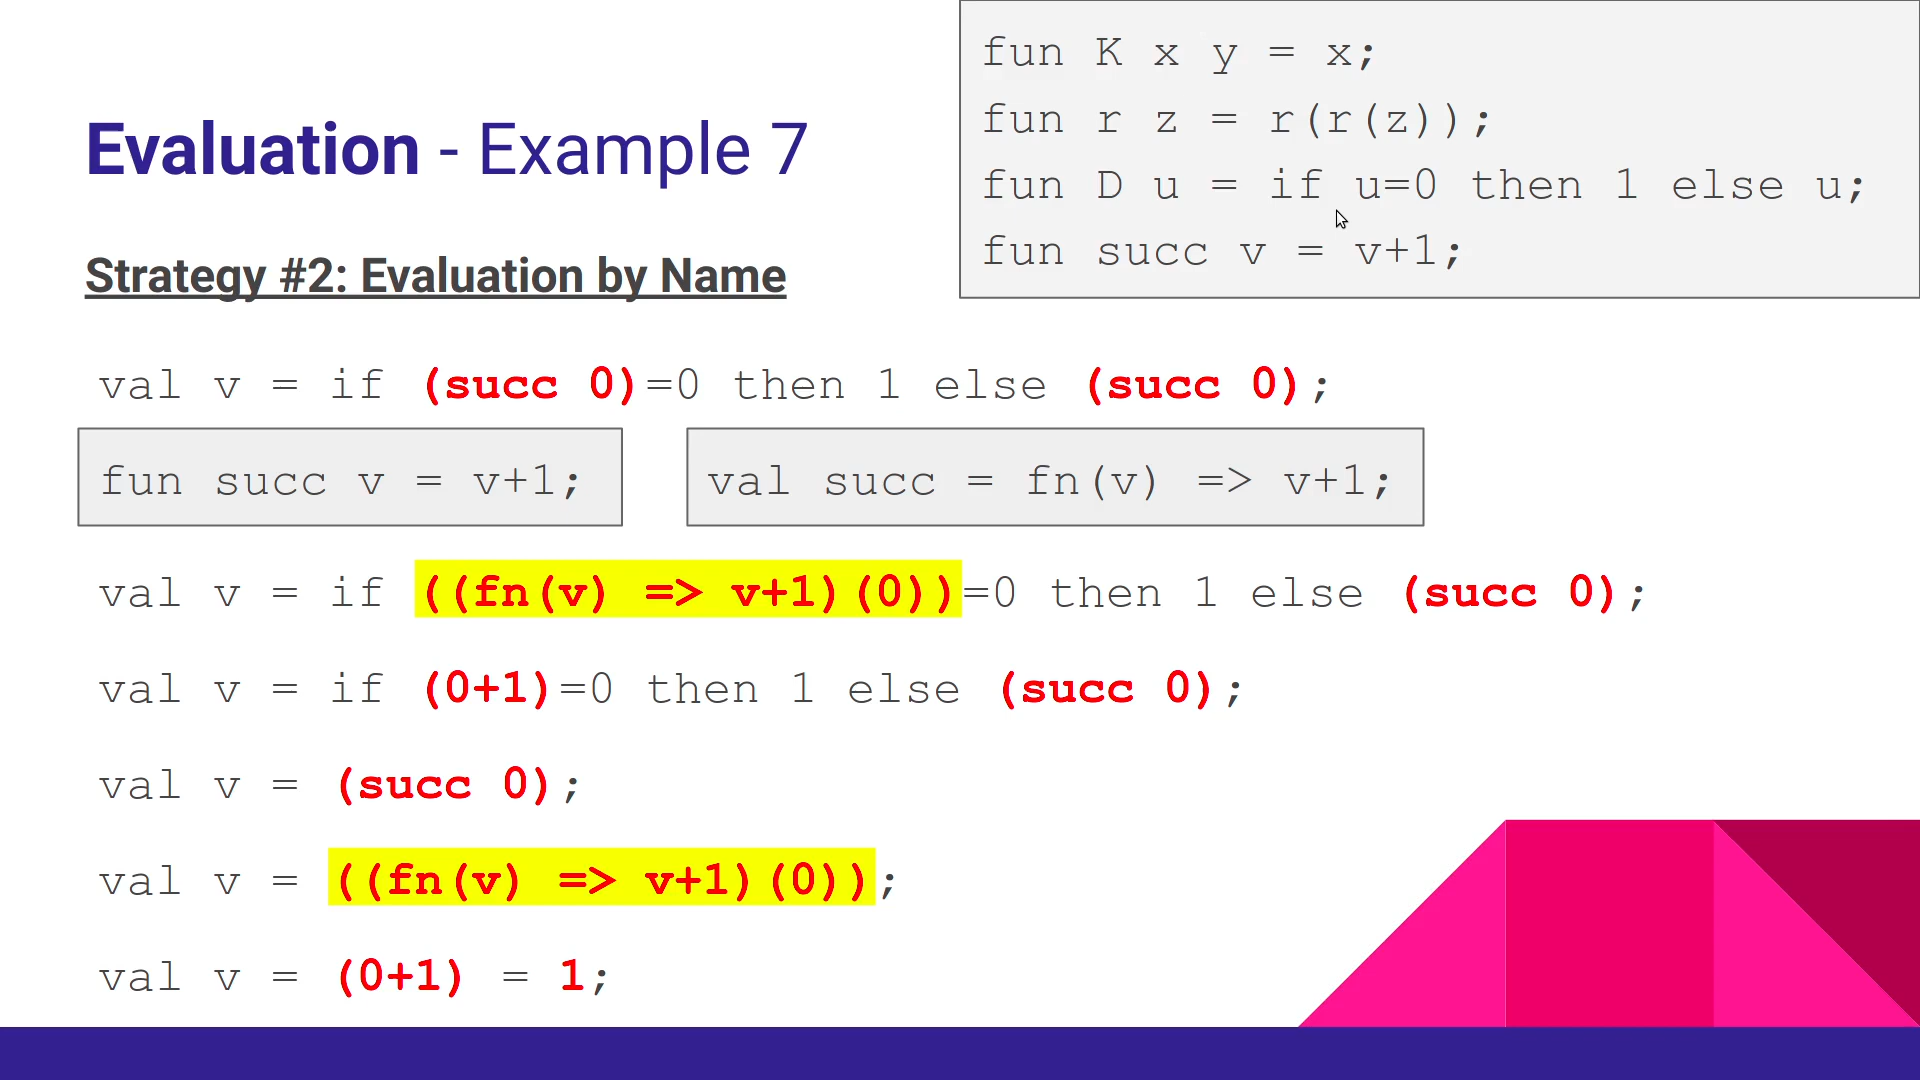 fun K x y = x;
fun r z = r(r(z));
fun D u = if u=0 then 1 else u;
fun succ v = v+1;
Evaluation - Example 7
Strategy #2: Evaluation by Name
val v = if (succ 0)=0 then 1 else (succ 0);
fun succ v = v+1;
val succ = fn(v) => v+1;
val v = if ((fn(v) => v+1)(0))=0 then 1 else (succ 0);
val v = if (0+1)=0 then 1 else (succ 0);
val v = (succ 0);
val v = ((fn(v) => v+1)(0));
val v = (0+1) = 1;